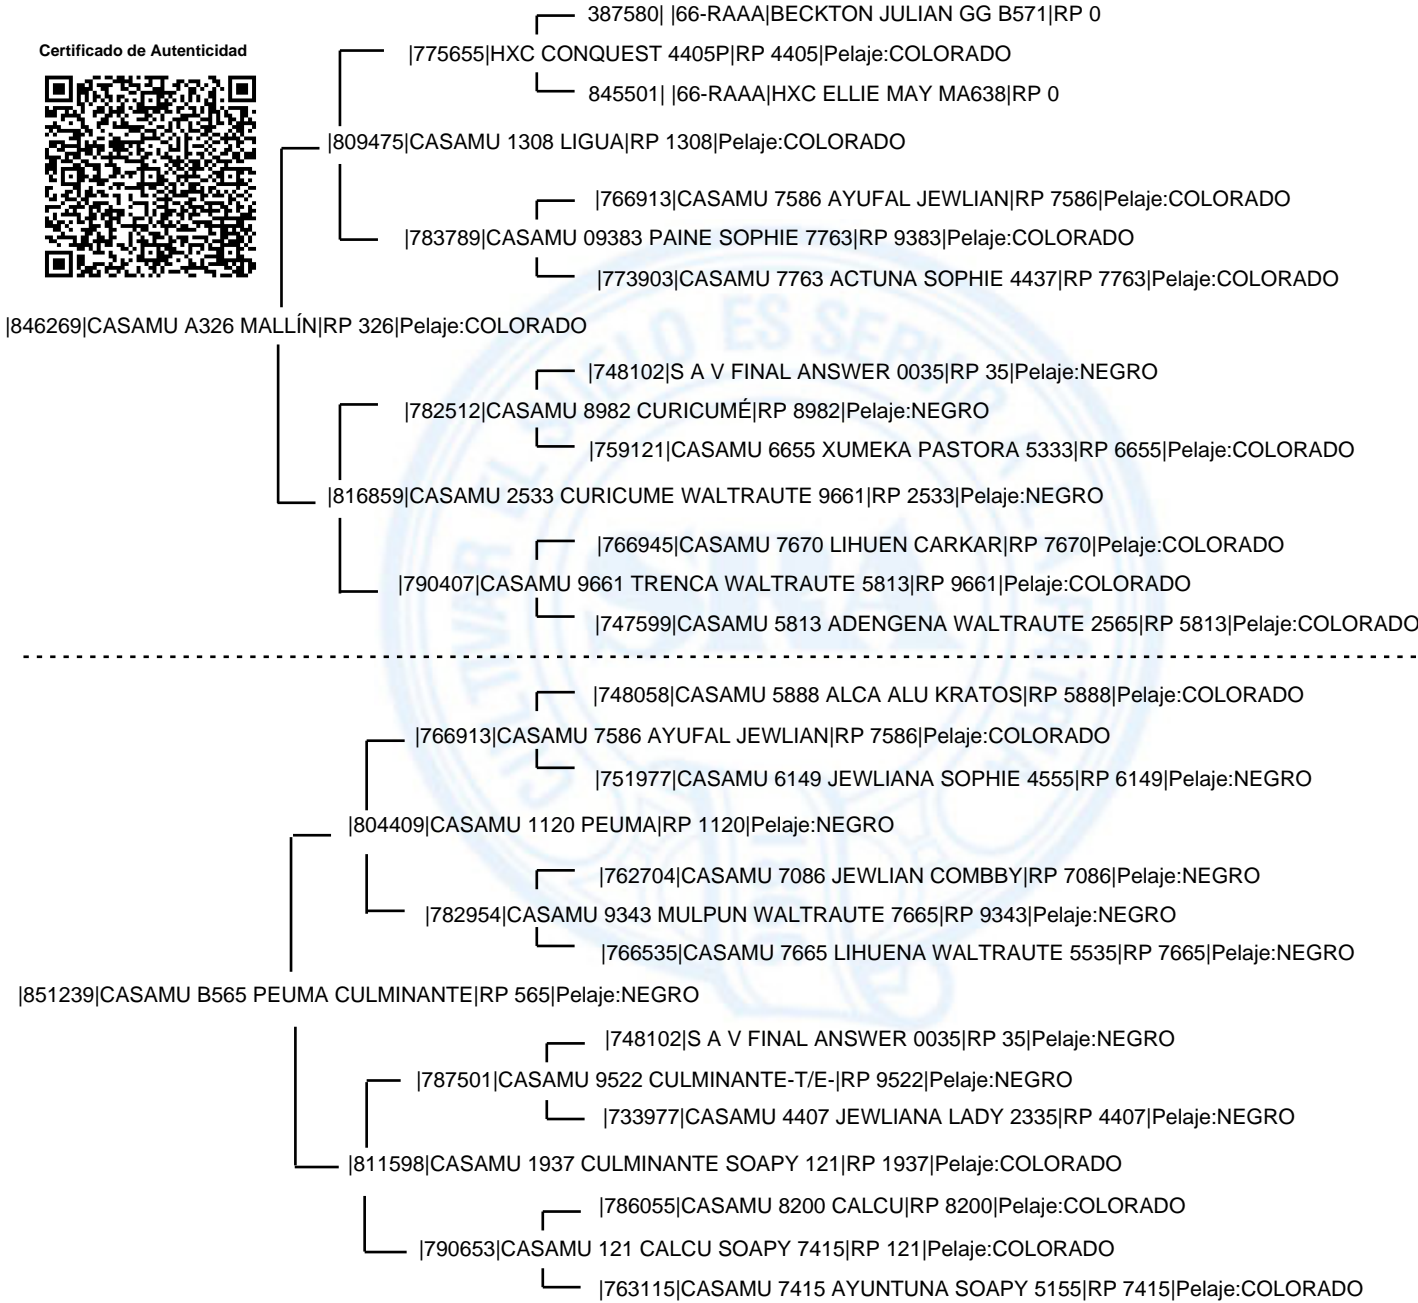 387580| |66-RAAA|BECKTON JULIAN GG B571|RP 0
Certificado de Autenticidad
|775655|HXC CONQUEST 4405P|RP 4405|Pelaje:COLORADO
845501| |66-RAAA|HXC ELLIE MAY MA638|RP 0
|809475|CASAMU 1308 LIGUA|RP 1308|Pelaje:COLORADO
|766913|CASAMU 7586 AYUFAL JEWLIAN|RP 7586|Pelaje:COLORADO
|783789|CASAMU 09383 PAINE SOPHIE 7763|RP 9383|Pelaje:COLORADO
|773903|CASAMU 7763 ACTUNA SOPHIE 4437|RP 7763|Pelaje:COLORADO
|846269|CASAMU A326 MALLÍN|RP 326|Pelaje:COLORADO
|748102|S A V FINAL ANSWER 0035|RP 35|Pelaje:NEGRO
|782512|CASAMU 8982 CURICUMÉ|RP 8982|Pelaje:NEGRO
|759121|CASAMU 6655 XUMEKA PASTORA 5333|RP 6655|Pelaje:COLORADO
|816859|CASAMU 2533 CURICUME WALTRAUTE 9661|RP 2533|Pelaje:NEGRO
|766945|CASAMU 7670 LIHUEN CARKAR|RP 7670|Pelaje:COLORADO
|790407|CASAMU 9661 TRENCA WALTRAUTE 5813|RP 9661|Pelaje:COLORADO
|747599|CASAMU 5813 ADENGENA WALTRAUTE 2565|RP 5813|Pelaje:COLORADO
|748058|CASAMU 5888 ALCA ALU KRATOS|RP 5888|Pelaje:COLORADO
|766913|CASAMU 7586 AYUFAL JEWLIAN|RP 7586|Pelaje:COLORADO
|751977|CASAMU 6149 JEWLIANA SOPHIE 4555|RP 6149|Pelaje:NEGRO
|804409|CASAMU 1120 PEUMA|RP 1120|Pelaje:NEGRO
|762704|CASAMU 7086 JEWLIAN COMBBY|RP 7086|Pelaje:NEGRO
|782954|CASAMU 9343 MULPUN WALTRAUTE 7665|RP 9343|Pelaje:NEGRO
|766535|CASAMU 7665 LIHUENA WALTRAUTE 5535|RP 7665|Pelaje:NEGRO
|851239|CASAMU B565 PEUMA CULMINANTE|RP 565|Pelaje:NEGRO
|748102|S A V FINAL ANSWER 0035|RP 35|Pelaje:NEGRO
|787501|CASAMU 9522 CULMINANTE-T/E-|RP 9522|Pelaje:NEGRO
|733977|CASAMU 4407 JEWLIANA LADY 2335|RP 4407|Pelaje:NEGRO
|811598|CASAMU 1937 CULMINANTE SOAPY 121|RP 1937|Pelaje:COLORADO
|786055|CASAMU 8200 CALCU|RP 8200|Pelaje:COLORADO
|790653|CASAMU 121 CALCU SOAPY 7415|RP 121|Pelaje:COLORADO
|763115|CASAMU 7415 AYUNTUNA SOAPY 5155|RP 7415|Pelaje:COLORADO
CULTIVAR EL SUELO ES SERVIR A LA PATRIA
SRA
1866